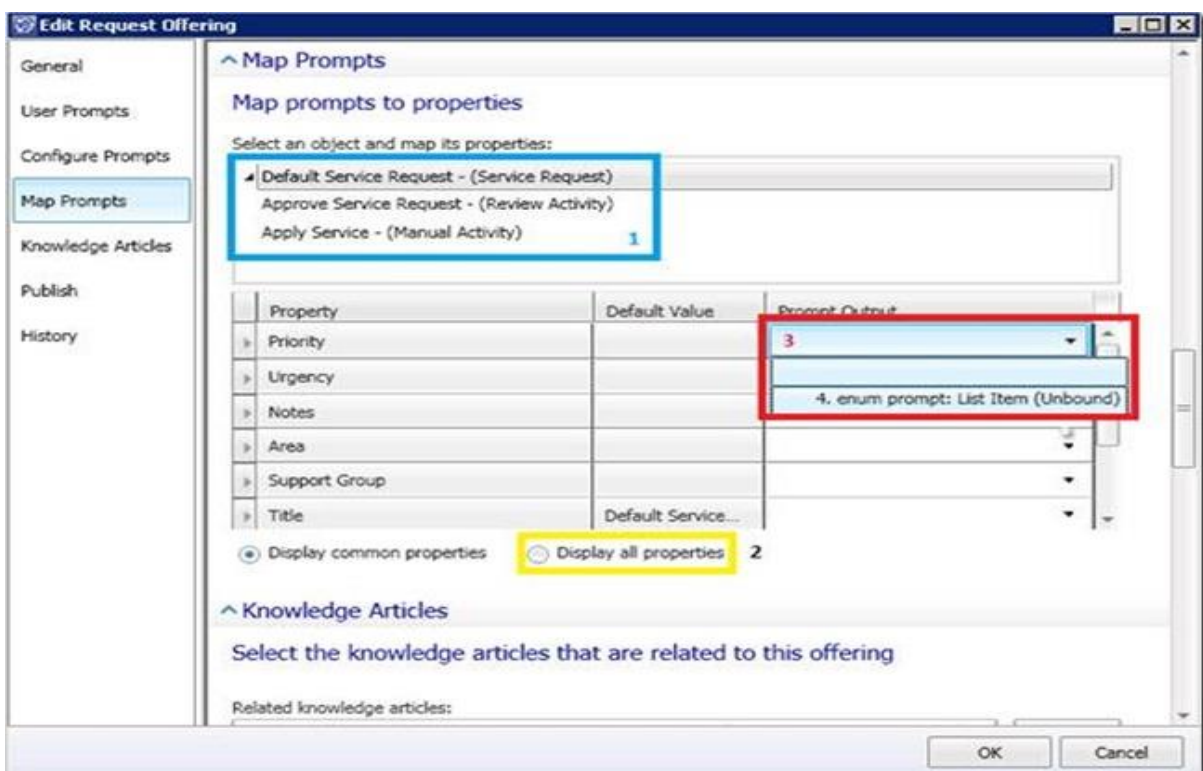 Edit Request Offering
General
User Prompts
Configure Prompts
Map Prompts
Knowledge Articles
Publish
History
Map Prompts
Map prompts to properties
Select an object and map its properties:
Default Service Request - (Service Request)
Approve Service Request - (Review Activity)
Apply Service - (Manual Activity)
1
Property Default Value Prompt Output
Priority 3
Urgency
4. enum prompt: List Item (Unbound)
Notes
Area
Support Group
Title Default Service...
Display common properties Display all properties 2
Knowledge Articles
Select the knowledge articles that are related to this offering
Related knowledge articles:
OK Cancel